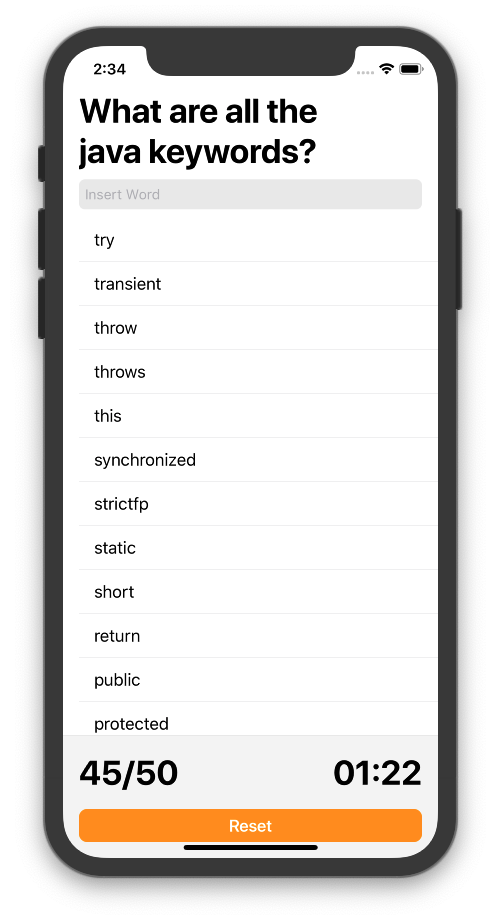 2:34
What are all the
java keywords?
Insert Word
try
transient
throw
throws
this
synchronized
strictfp
static
short
return
public
protected
45/50 01:22
Reset